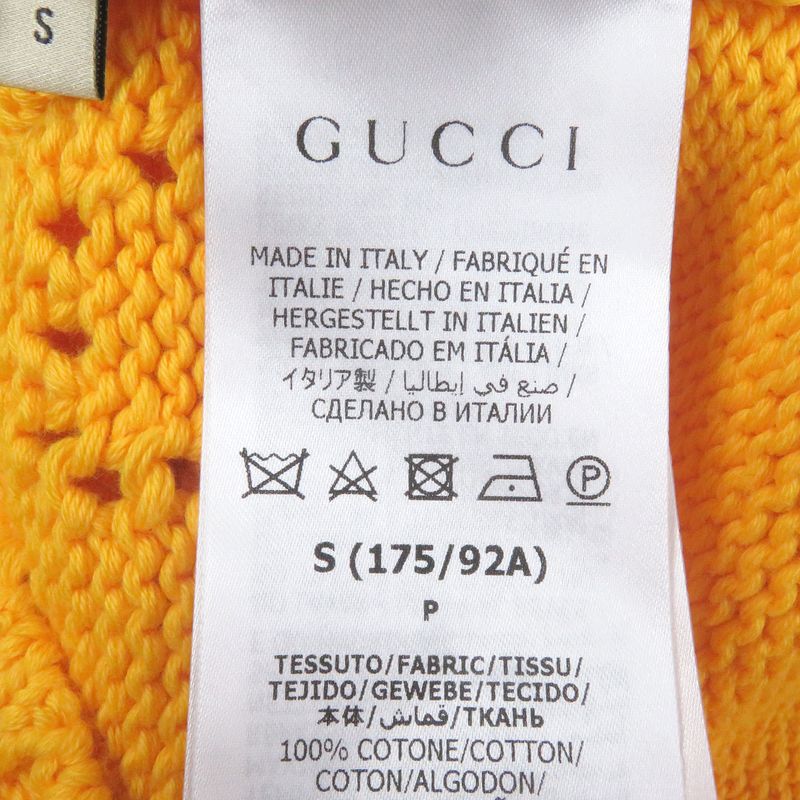 S
GUCCI
MADE IN ITALY / FABRIQUÉ EN
ITALIE / HECHO EN ITALIA /
HERGESTELLT IN ITALIEN /
FABRICADO EM ITÁLIA /
イタリア製 / صنع في إيطاليا /
СДЕЛАНО В ИТАЛИИ
P
S (175/92A)
P
TESSUTO/FABRIC/TISSU/
TEJIDO/GEWEBE/TECIDO/
本体/قماش/ТКАНЬ
100% COTONE/COTTON/
COTON/ALGODON/